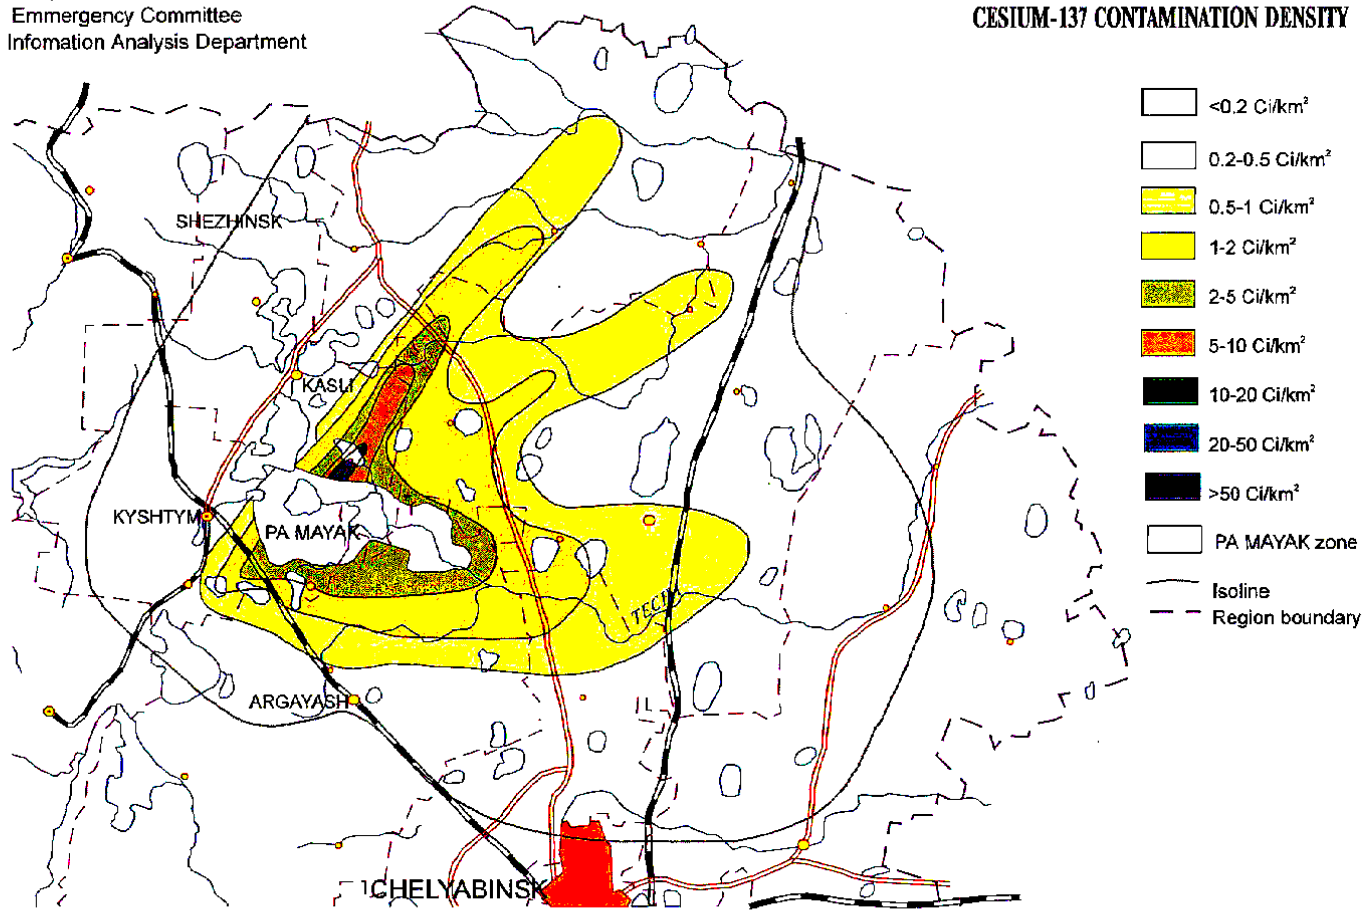 Emmergency Committee
Infomation Analysis Department
CESIUM-137 CONTAMINATION DENSITY
<0.2 Ci/km²
0.2-0.5 Ci/km²
0.5-1 Ci/km²
1-2 Ci/km²
2-5 Ci/km²
5-10 Ci/km²
10-20 Ci/km²
20-50 Ci/km²
>50 Ci/km²
PA MAYAK zone
Isoline
Region boundary
SHEZHINSK
KASLI
KYSHTYM
PA MAYAK
TECHA
ARGAYASH
CHELYABINSK